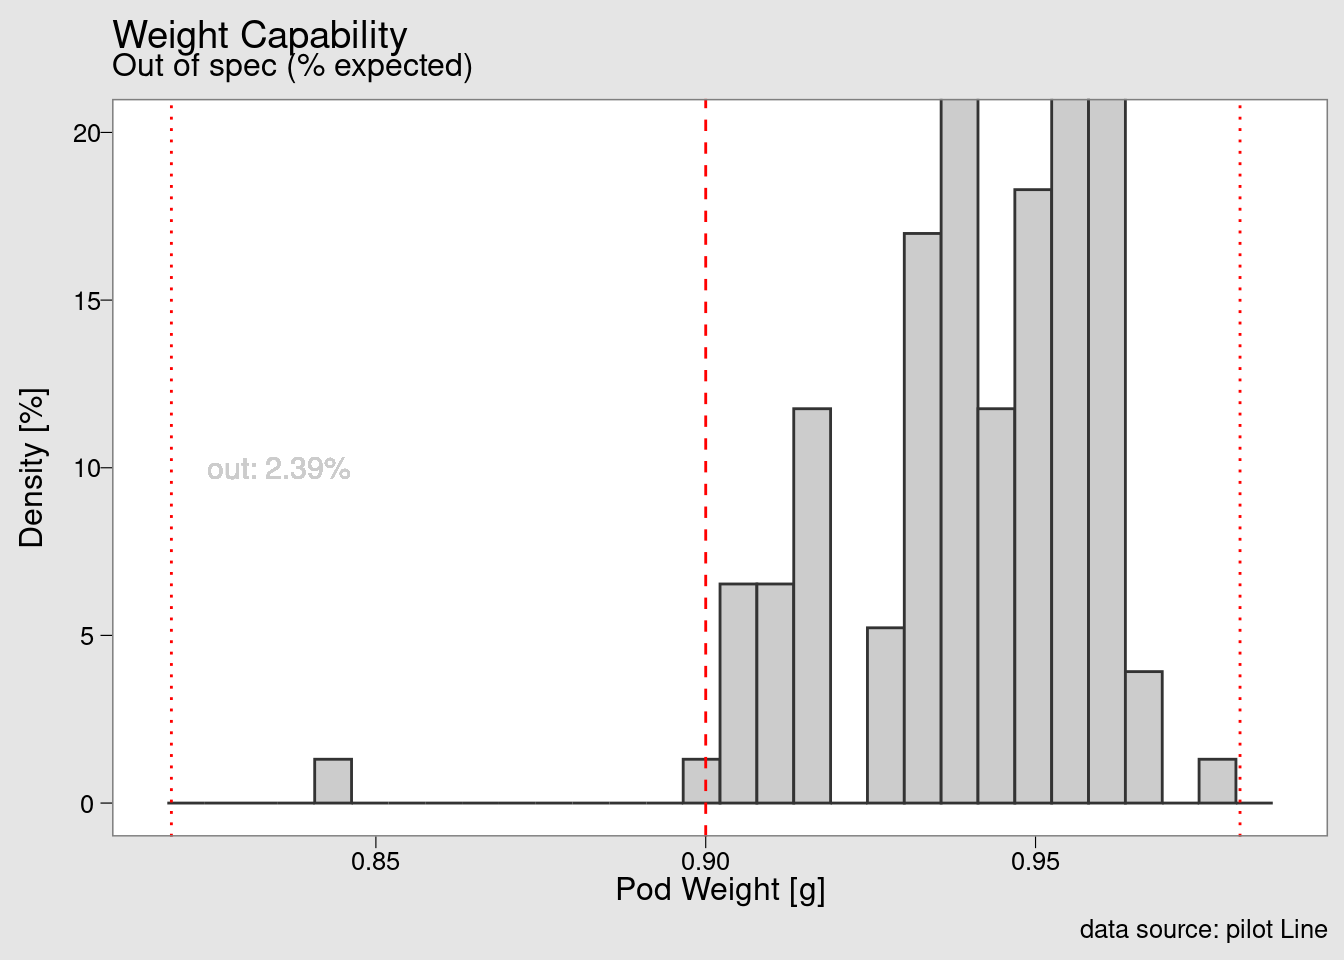 Weight Capability
Out of spec (% expected)
20
15
10
5
0
Density [%]
out: 2.39%
0.85
0.90
0.95
Pod Weight [g]
data source: pilot Line